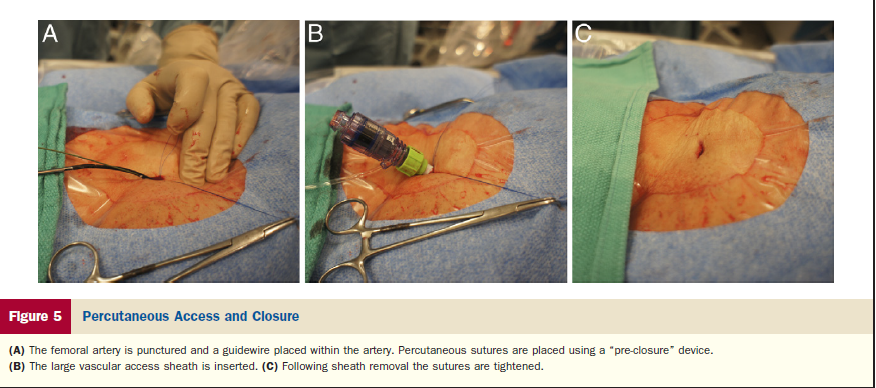 A B C
Figure 5 Percutaneous Access and Closure
(A) The femoral artery is punctured and a guidewire placed within the artery. Percutaneous sutures are placed using a "pre-closure" device.
(B) The large vascular access sheath is inserted. (C) Following sheath removal the sutures are tightened.